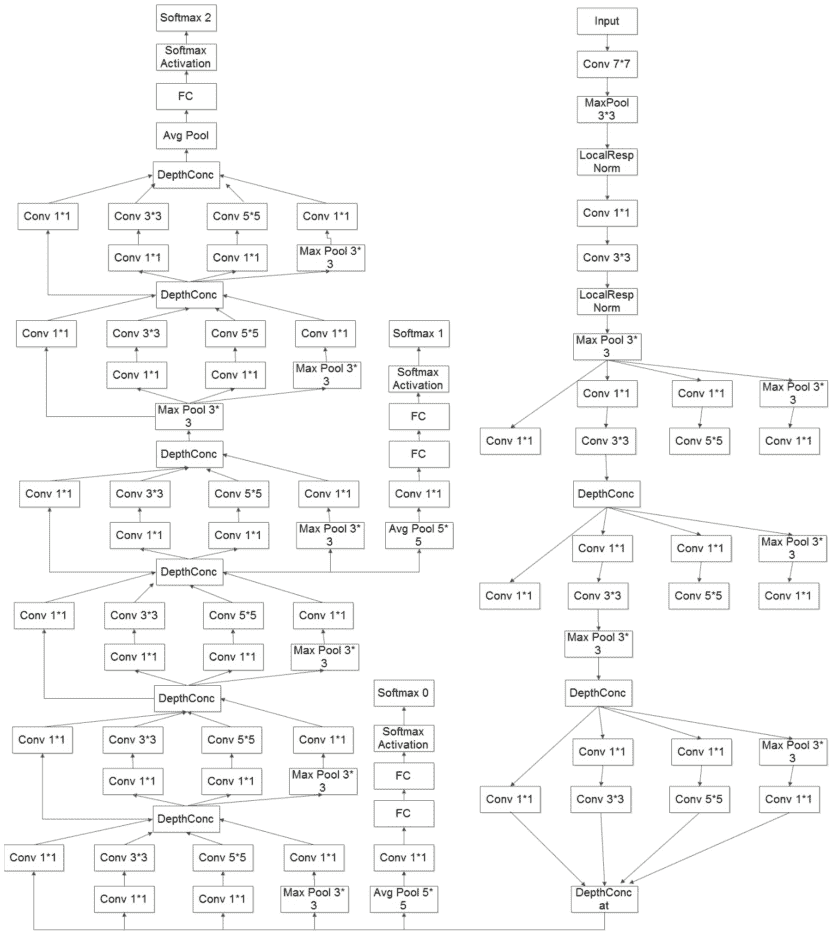 Softmax 2
Softmax
Activation
FC
Avg Pool
DepthConc
Conv 1*1
Conv 3*3
Conv 5*5
Conv 1*1
Conv 1*1
Conv 1*1
Max Pool 3*
3
DepthConc
Conv 1*1
Conv 3*3
Conv 5*5
Conv 1*1
Conv 1*1
Conv 1*1
Max Pool 3*
3
Max Pool 3*
3
DepthConc
Conv 1*1
Conv 3*3
Conv 5*5
Conv 1*1
Conv 1*1
Conv 1*1
Max Pool 3*
3
DepthConc
Conv 1*1
Conv 3*3
Conv 5*5
Conv 1*1
Conv 1*1
Conv 1*1
Max Pool 3*
3
DepthConc
Conv 1*1
Conv 3*3
Conv 5*5
Conv 1*1
Conv 1*1
Conv 1*1
Max Pool 3*
3
DepthConc
Conv 1*1
Conv 3*3
Conv 5*5
Conv 1*1
Conv 1*1
Conv 1*1
Max Pool 3*
3
Softmax 1
Softmax
Activation
FC
FC
Conv 1*1
Avg Pool 5*
5
Softmax 0
Softmax
Activation
FC
FC
Conv 1*1
Avg Pool 5*
5
Input
Conv 7*7
MaxPool
3*3
LocalResp
Norm
Conv 1*1
Conv 3*3
LocalResp
Norm
Max Pool 3*
3
Conv 1*1
Conv 1*1
Max Pool 3*
3
Conv 1*1
Conv 3*3
Conv 5*5
Conv 1*1
DepthConc
Conv 1*1
Conv 1*1
Max Pool 3*
3
Conv 1*1
Conv 3*3
Conv 5*5
Conv 1*1
Max Pool 3*
3
DepthConc
Conv 1*1
Conv 1*1
Max Pool 3*
3
Conv 1*1
Conv 3*3
Conv 5*5
Conv 1*1
DepthConc
at